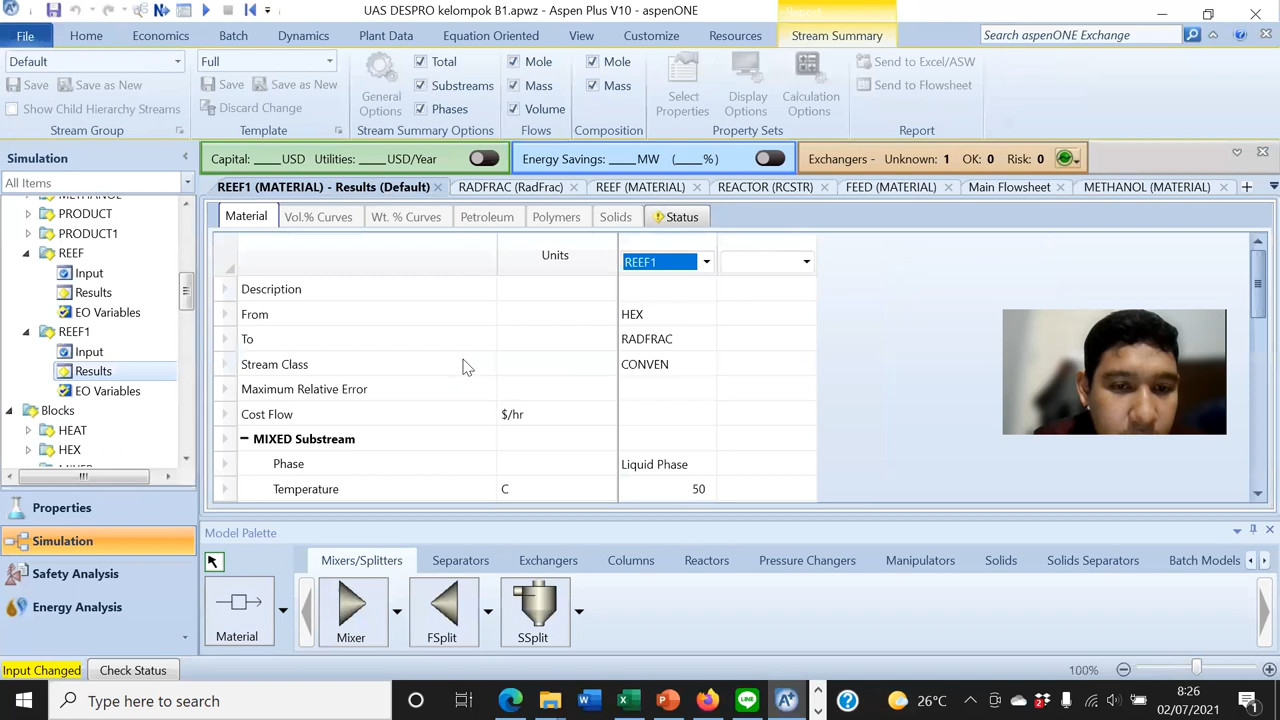 UAS DESPRO kelompok B1.apwz - Aspen Plus V10 - aspenONE
File
Home
Economics
Batch
Dynamics
Plant Data
Equation Oriented
View
Customize
Resources
Stream Summary
Search aspenONE Exchange
Default
Save
Save as New
Show Child Hierarchy Streams
Stream Group
Full
Save
Save as New
Discard Change
Template
General Options
Total
Substreams
Phases
Stream Summary Options
Mole
Mass
Volume
Flows
Mole
Mass
Composition
Select Properties
Display Options
Calculation Options
Property Sets
Send to Excel/ASW
Send to Flowsheet
Report
Simulation
Capital: ____USD Utilities: ____USD/Year
Energy Savings: ____MW (____%)
Exchangers - Unknown: 1 OK: 0 Risk: 0
All Items
REEF1 (MATERIAL) - Results (Default)
RADFRAC (RadFrac)
REEF (MATERIAL)
REACTOR (RCSTR)
FEED (MATERIAL)
Main Flowsheet
METHANOL (MATERIAL)
PRODUCT
PRODUCT1
REEF
Input
Results
EO Variables
REEF1
Input
Results
EO Variables
Blocks
HEAT
HEX
Material
Vol.% Curves
Wt. % Curves
Petroleum
Polymers
Solids
Status
Units
REEF1
Description
From HEX
To RADFRAC
Stream Class CONVEN
Maximum Relative Error
Cost Flow $/hr
MIXED Substream
Phase Liquid Phase
Temperature C 50
Properties
Simulation
Safety Analysis
Energy Analysis
Model Palette
Mixers/Splitters
Separators
Exchangers
Columns
Reactors
Pressure Changers
Manipulators
Solids
Solids Separators
Batch Models
Material
Mixer
FSplit
SSplit
Input Changed
Check Status
100%
Type here to search
26°C
8:26
02/07/2021